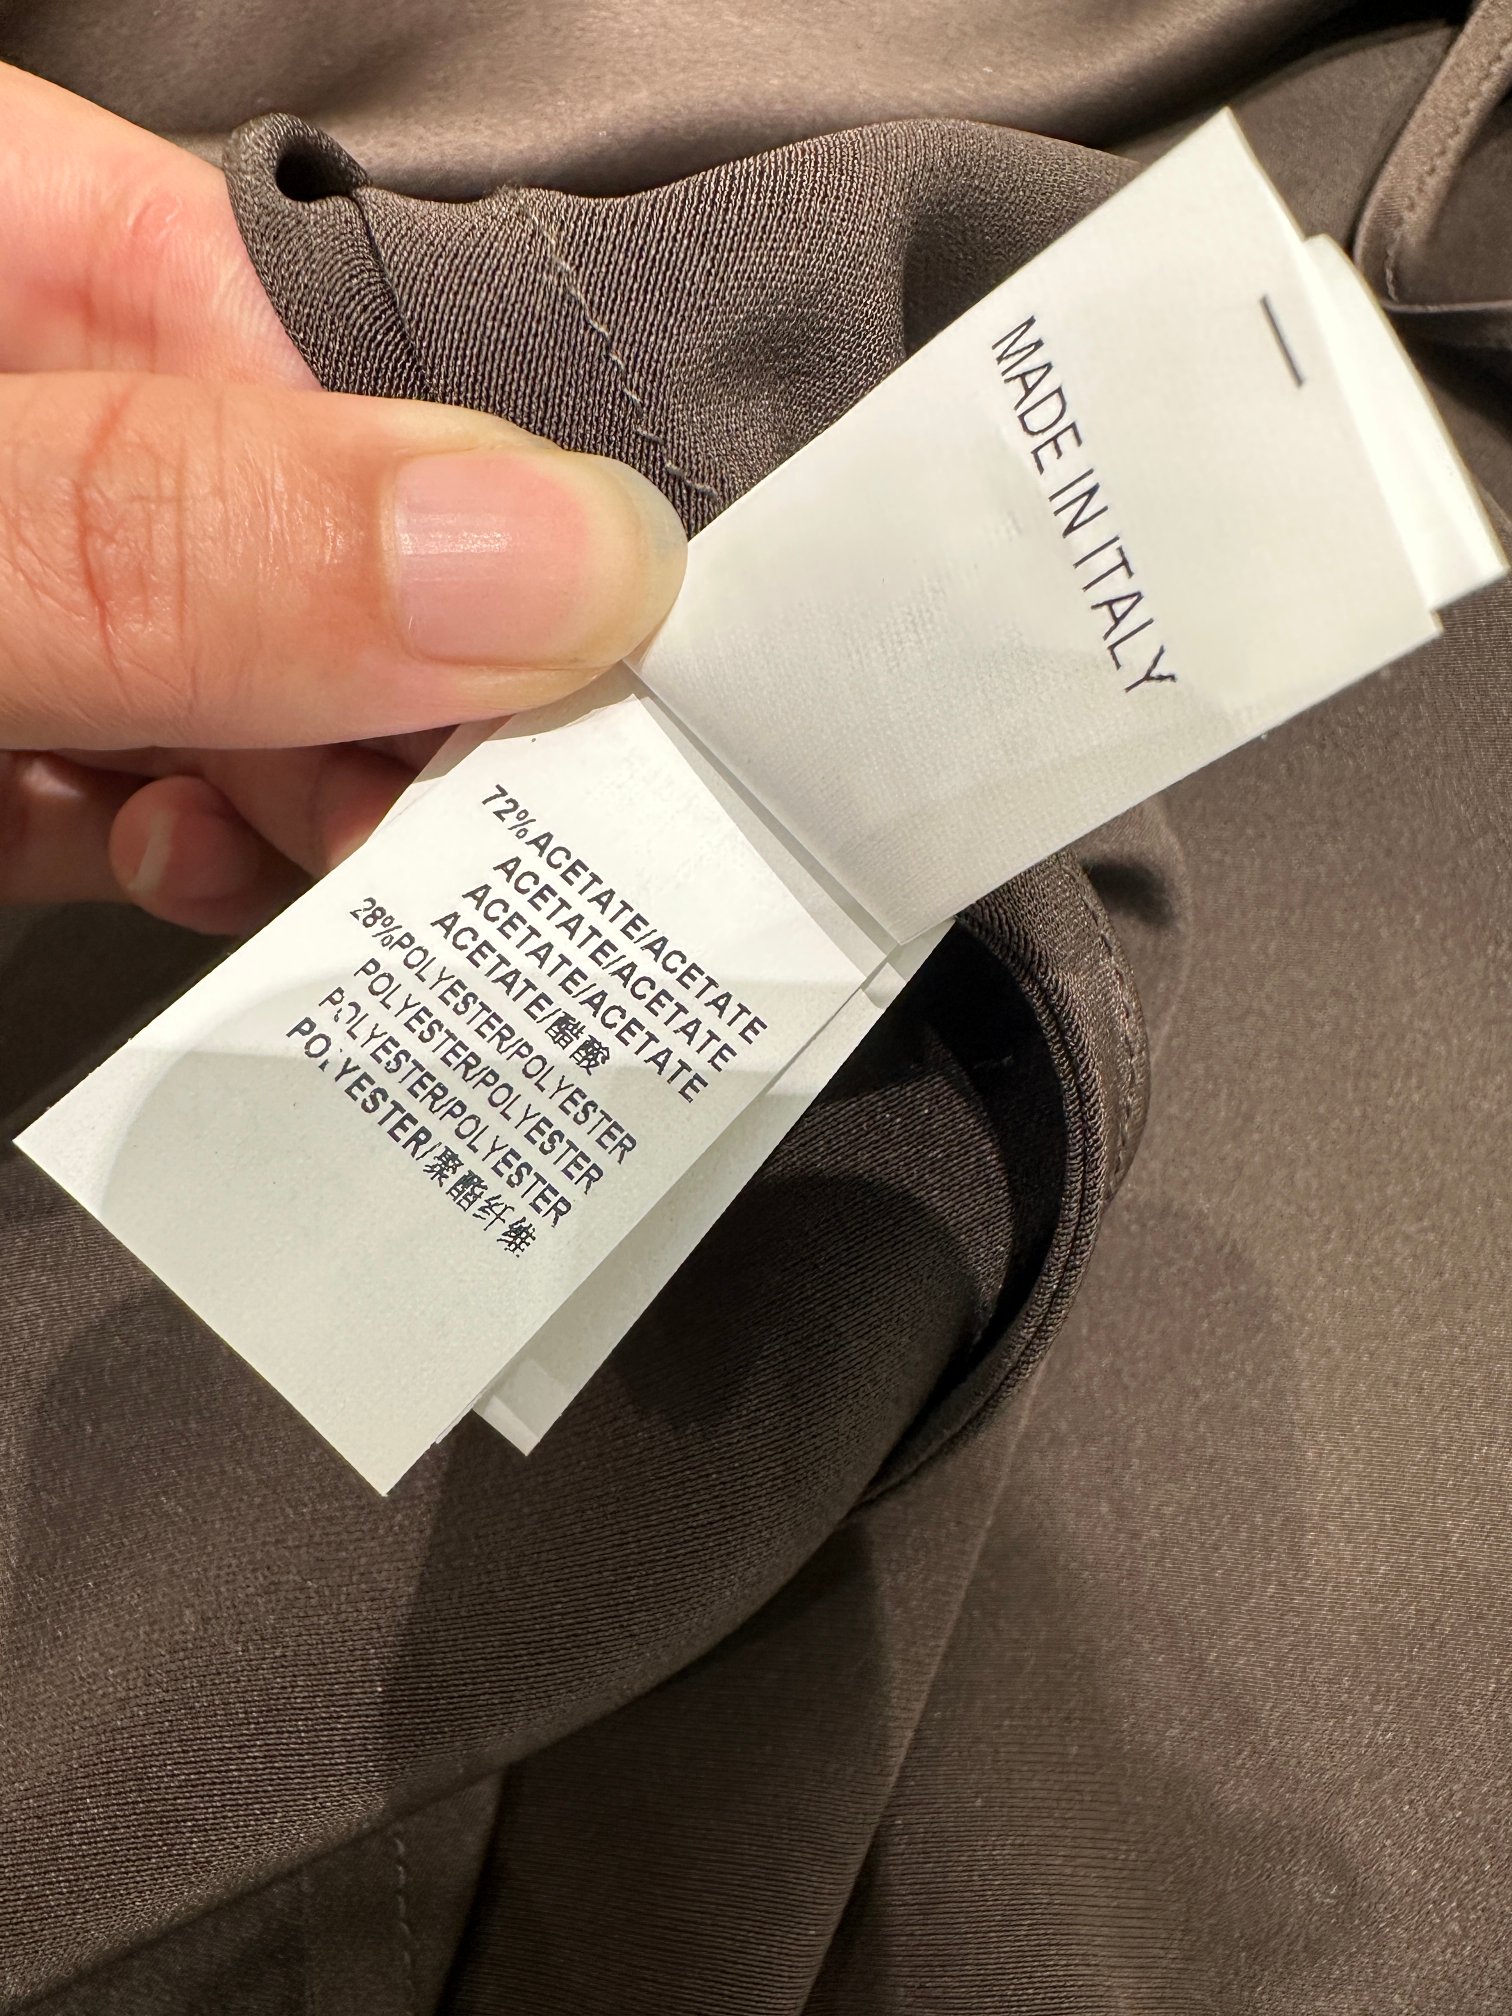 MADE IN ITALY
72%ACETATE/ACETATE
ACETATE/ACETATE
ACETATE/ACETATE
ACETATE/醋酸
28%POLYESTER/POLYESTER
POLYESTER/POLYESTER
POLYESTER/POLYESTER
POLYESTER/聚酯纤维